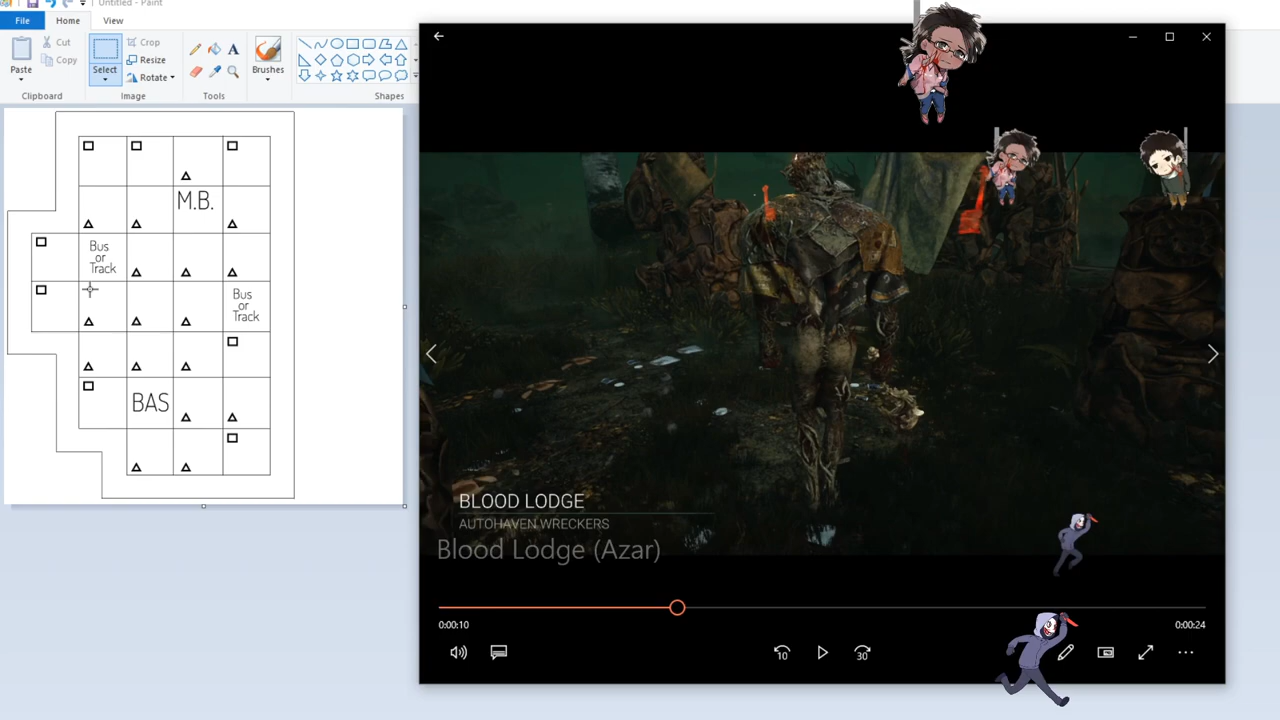 Untitled - Paint
File
Home
View
Paste
Cut
Copy
Clipboard
Select
Crop
Resize
Rotate
Image
A
Tools
Brushes
Shapes
M.B.
Bus
or
Track
Bus
or
Track
BAS
BLOOD LODGE
AUTOHAVEN WRECKERS
Blood Lodge (Azar)
0:00:10
0:00:24
10
30